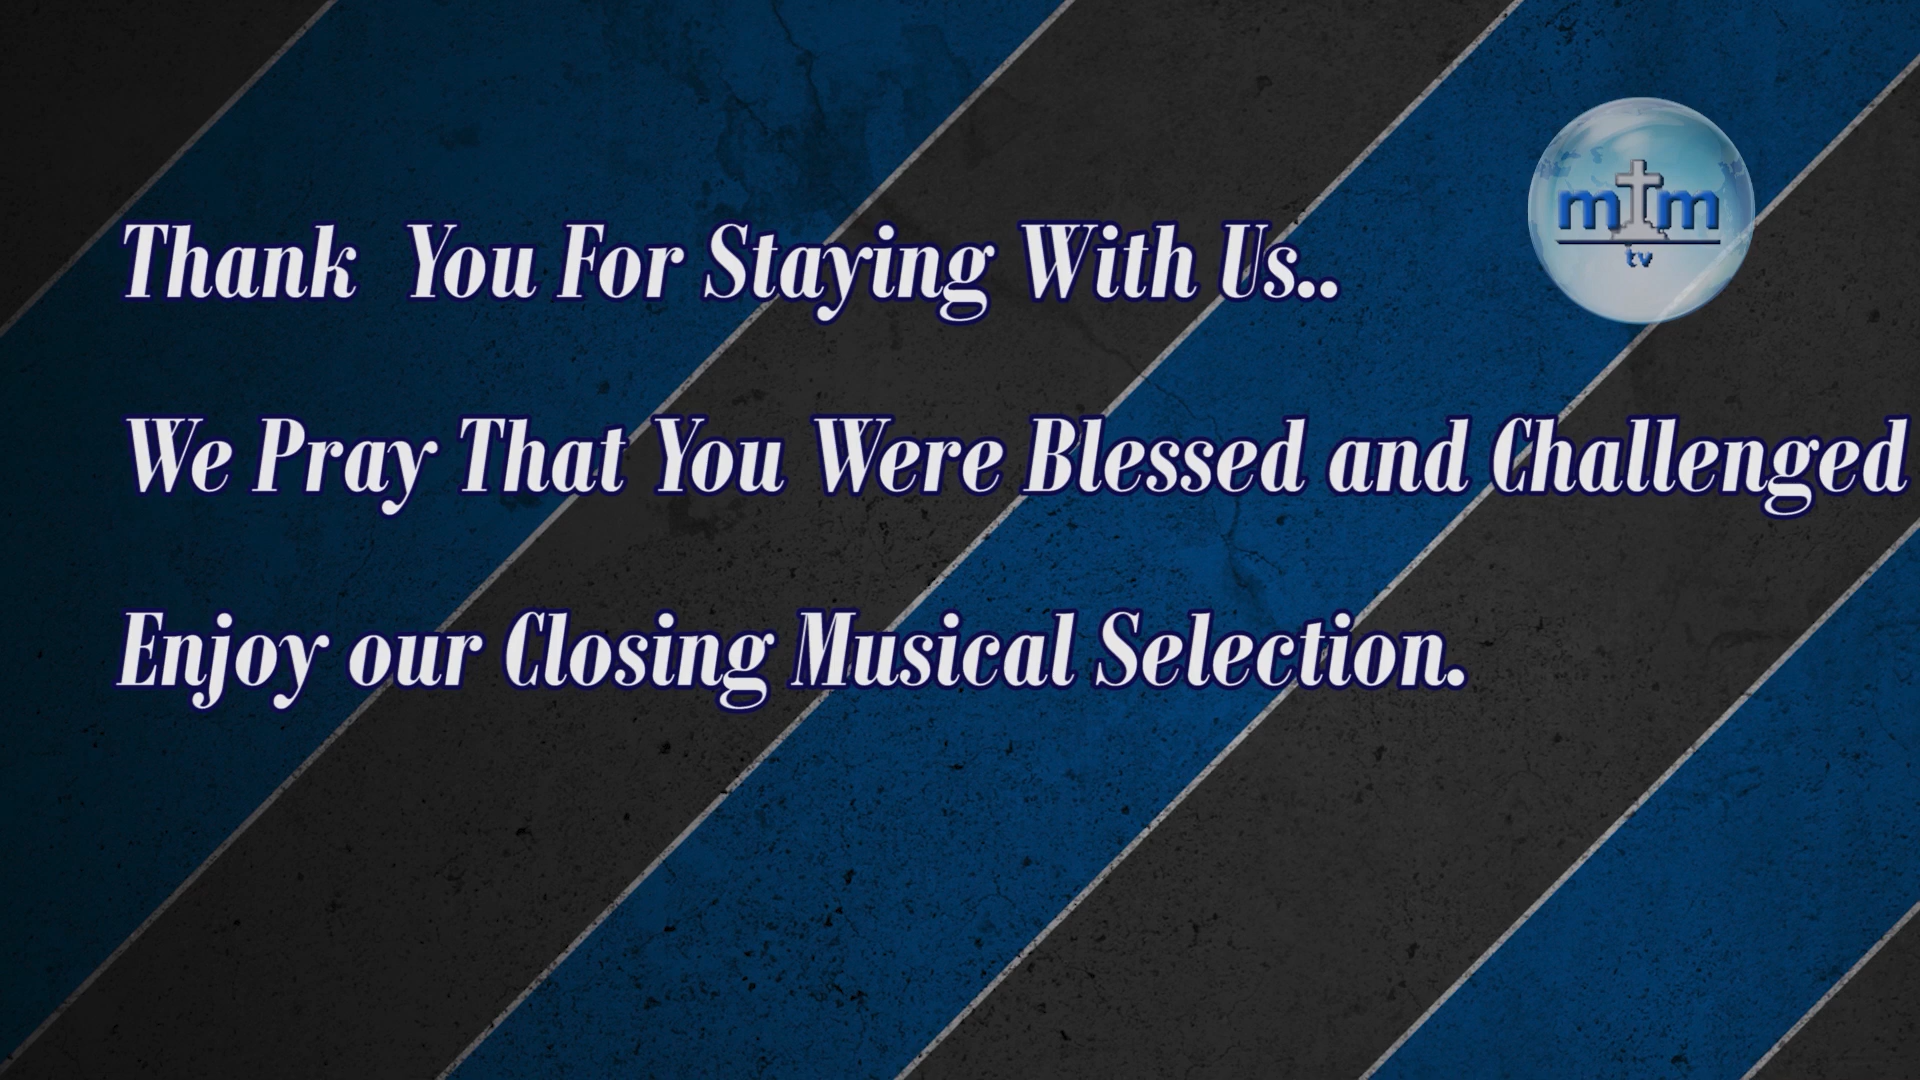 mtm
tv
Thank You For Staying With Us..
We Pray That You Were Blessed and Challenged
Enjoy our Closing Musical Selection.